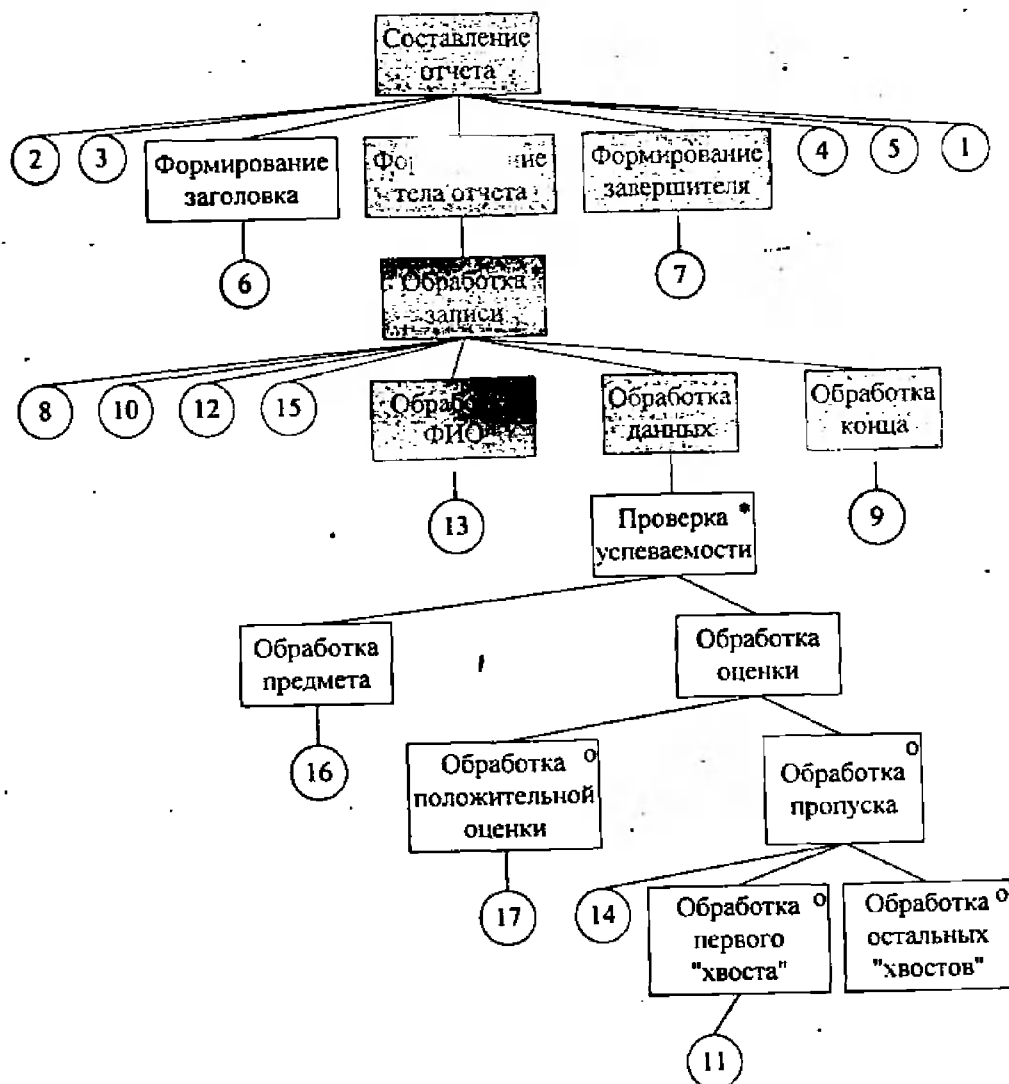 Составление
отчета
2
3
Формирование
заголовка
тела отчета
Формирование
завершителя
4
5
1
6
7
Обработка *
записи
8
10
12
15
ФИО
Обработка
данных
Обработка
конца
13
Проверка *
успеваемости
9
Обработка
предмета
Обработка
оценки
16
Обработка о
положительной
оценки
Обработка о
пропуска
17
14
Обработка о
первого
"хвоста"
Обработка о
остальных
"хвостов"
11